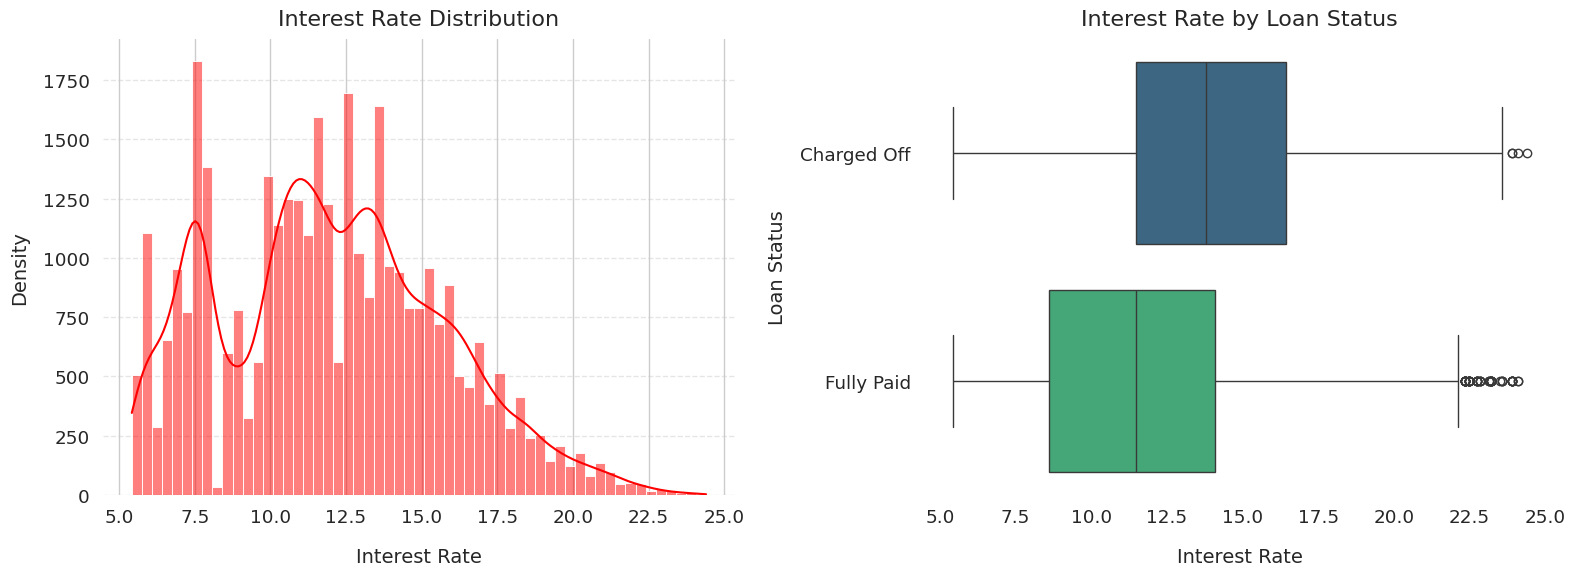 Interest Rate Distribution
Density
1750
1500
1250
1000
750
500
250
0
5.0 7.5 10.0 12.5 15.0 17.5 20.0 22.5 25.0
Interest Rate
Interest Rate by Loan Status
Loan Status
Charged Off
Fully Paid
5.0 7.5 10.0 12.5 15.0 17.5 20.0 22.5 25.0
Interest Rate